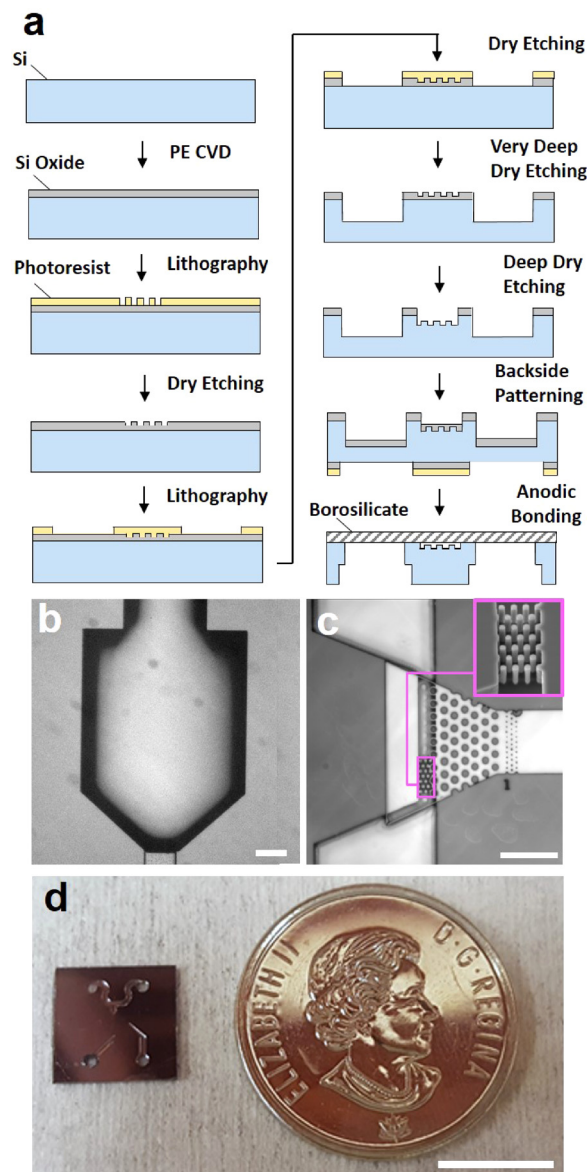 a
Si
PE CVD
Si Oxide
Lithography
Photoresist
Dry Etching
Lithography
Dry Etching
Very Deep
Dry Etching
Deep Dry
Etching
Backside
Patterning
Anodic
Bonding
Borosilicate
b
c
1
d
ELIZABETH II
D·G·REGINA